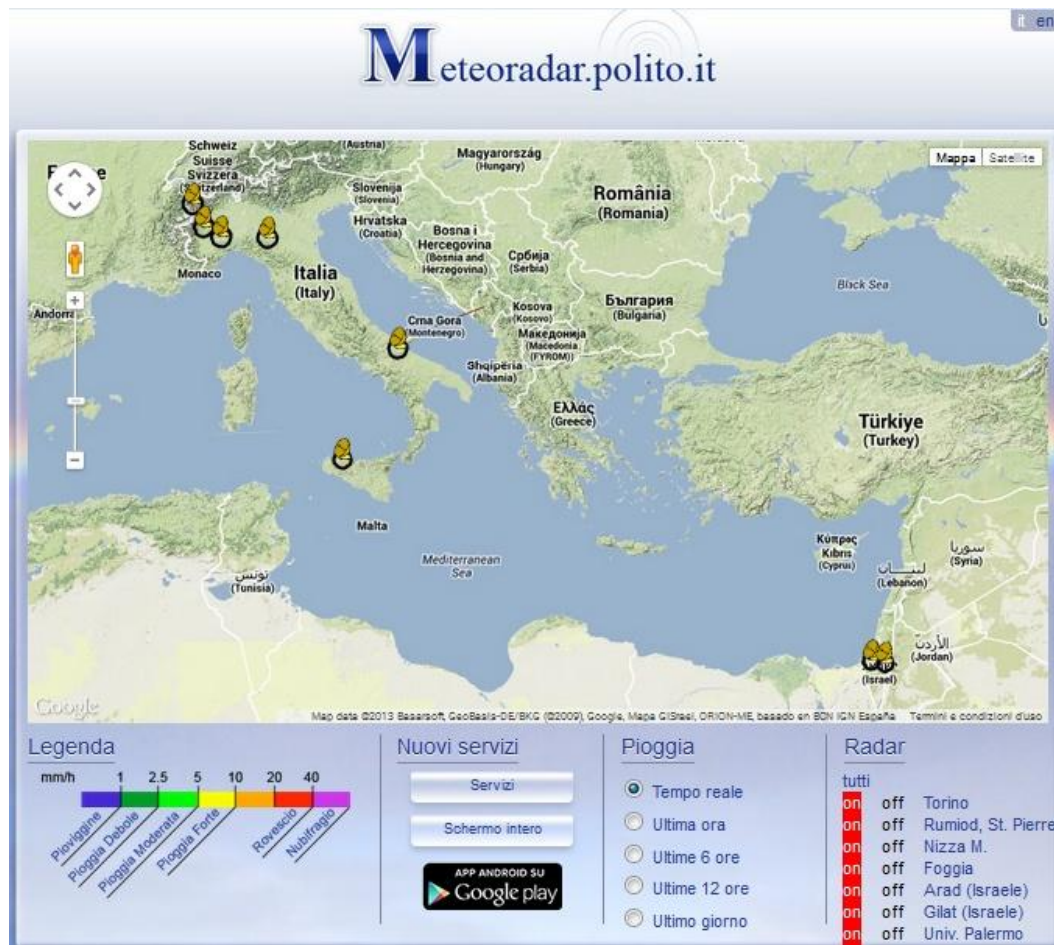 it en
Meteoradar.polito.it
Mappa Satellite
(Austria)
Schweiz
Suisse
Svizzera
(Switzerland)
Magyarország
(Hungary)
Slovenija
(Slovenia)
România
(Romania)
Hrvatska
(Croatia)
Bosna i
Hercegovina
(Bosnia and
Herzegovina)
Србија
(Serbia)
Monaco
Italia
(Italy)
Black Sea
Andorra
Kosova
(Kosovo)
България
(Bulgaria)
Crna Gora
(Montenegro)
Македонија
(Macedonia
(FYROM))
Shqipëria
(Albania)
Ελλάς
(Greece)
Türkiye
(Turkey)
Malta
Mediterranean
Sea
تونس
(Tunisia)
Κύπρος
Kıbrıs
(Cyprus)
سوريا
(Syria)
لبنان
(Lebanon)
الأردن
(Jordan)
(Israel)
Google
Map data ©2013 Basarsoft, GeoBasis-DE/BKG (©2009), Google, Mapa GISrael, ORION-ME, basado en BCN IGN España Termini e condizioni d'uso
Legenda
mm/h 1 2.5 5 10 20 40
Pioviggine
Pioggia Debole
Pioggia Moderata
Pioggia Forte
Rovescio
Nubifragio
Nuovi servizi
Servizi
Schermo intero
APP ANDROID SU
Google play
Pioggia
Tempo reale
Ultima ora
Ultime 6 ore
Ultime 12 ore
Ultimo giorno
Radar
tutti
on off Torino
on off Rumiod, St. Pierre
on off Nizza M.
on off Foggia
on off Arad (Israele)
on off Gilat (Israele)
on off Univ. Palermo